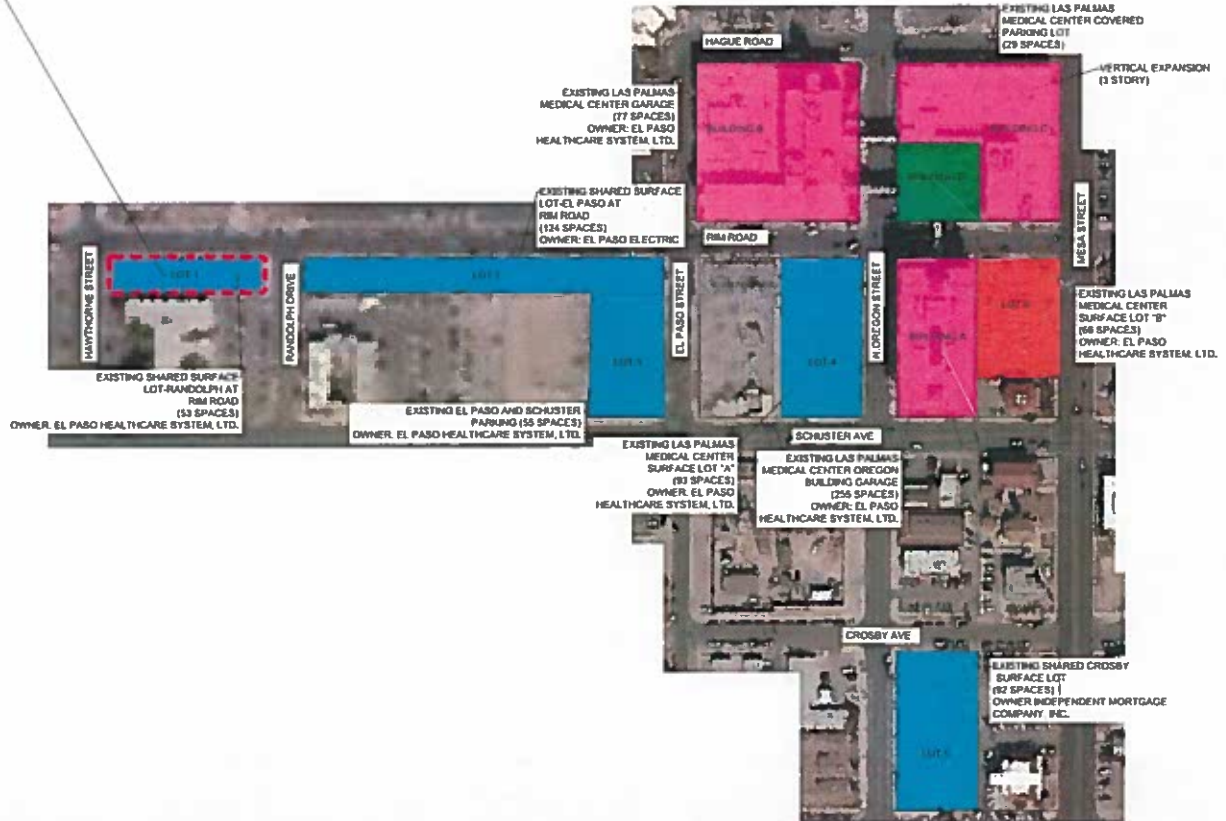 EXISTING LAS PALMAS
MEDICAL CENTER COVERED
PARKING LOT
(29 SPACES)
HAGUE ROAD
VERTICAL EXPANSION
(3 STORY)
EXISTING LAS PALMAS
MEDICAL CENTER GARAGE
(77 SPACES)
OWNER: EL PASO
HEALTHCARE SYSTEM, LTD.
BUILDING B
BUILDING C
EXISTING SHARED SURFACE
LOT-EL PASO AT
RIM ROAD
(134 SPACES)
OWNER: EL PASO ELECTRIC
RIM ROAD
MESA STREET
HAWTHORNE STREET
LOT 1
RANDOLPH DRIVE
EL PASO STREET
N.OREGON STREET
LOT 3
LOT 4
BUILDING A
EXISTING LAS PALMAS
MEDICAL CENTER
SURFACE LOT "B"
(66 SPACES)
OWNER: EL PASO
HEALTHCARE SYSTEM, LTD.
EXISTING SHARED SURFACE
LOT-RANDOLPH AT
RIM ROAD
(53 SPACES)
OWNER: EL PASO HEALTHCARE SYSTEM, LTD.
EXISTING EL PASO AND SCHUSTER
PARKING (55 SPACES)
OWNER: EL PASO HEALTHCARE SYSTEM, LTD.
SCHUSTER AVE
EXISTING LAS PALMAS
MEDICAL CENTER
SURFACE LOT "A"
(93 SPACES)
OWNER: EL PASO
HEALTHCARE SYSTEM, LTD.
EXISTING LAS PALMAS
MEDICAL CENTER OREGON
BUILDING GARAGE
(255 SPACES)
OWNER: EL PASO
HEALTHCARE SYSTEM, LTD.
CROSBY AVE
EXISTING SHARED CROSBY
SURFACE LOT
(92 SPACES)
OWNER:INDEPENDENT MORTGAGE
COMPANY, INC.
LOT 5